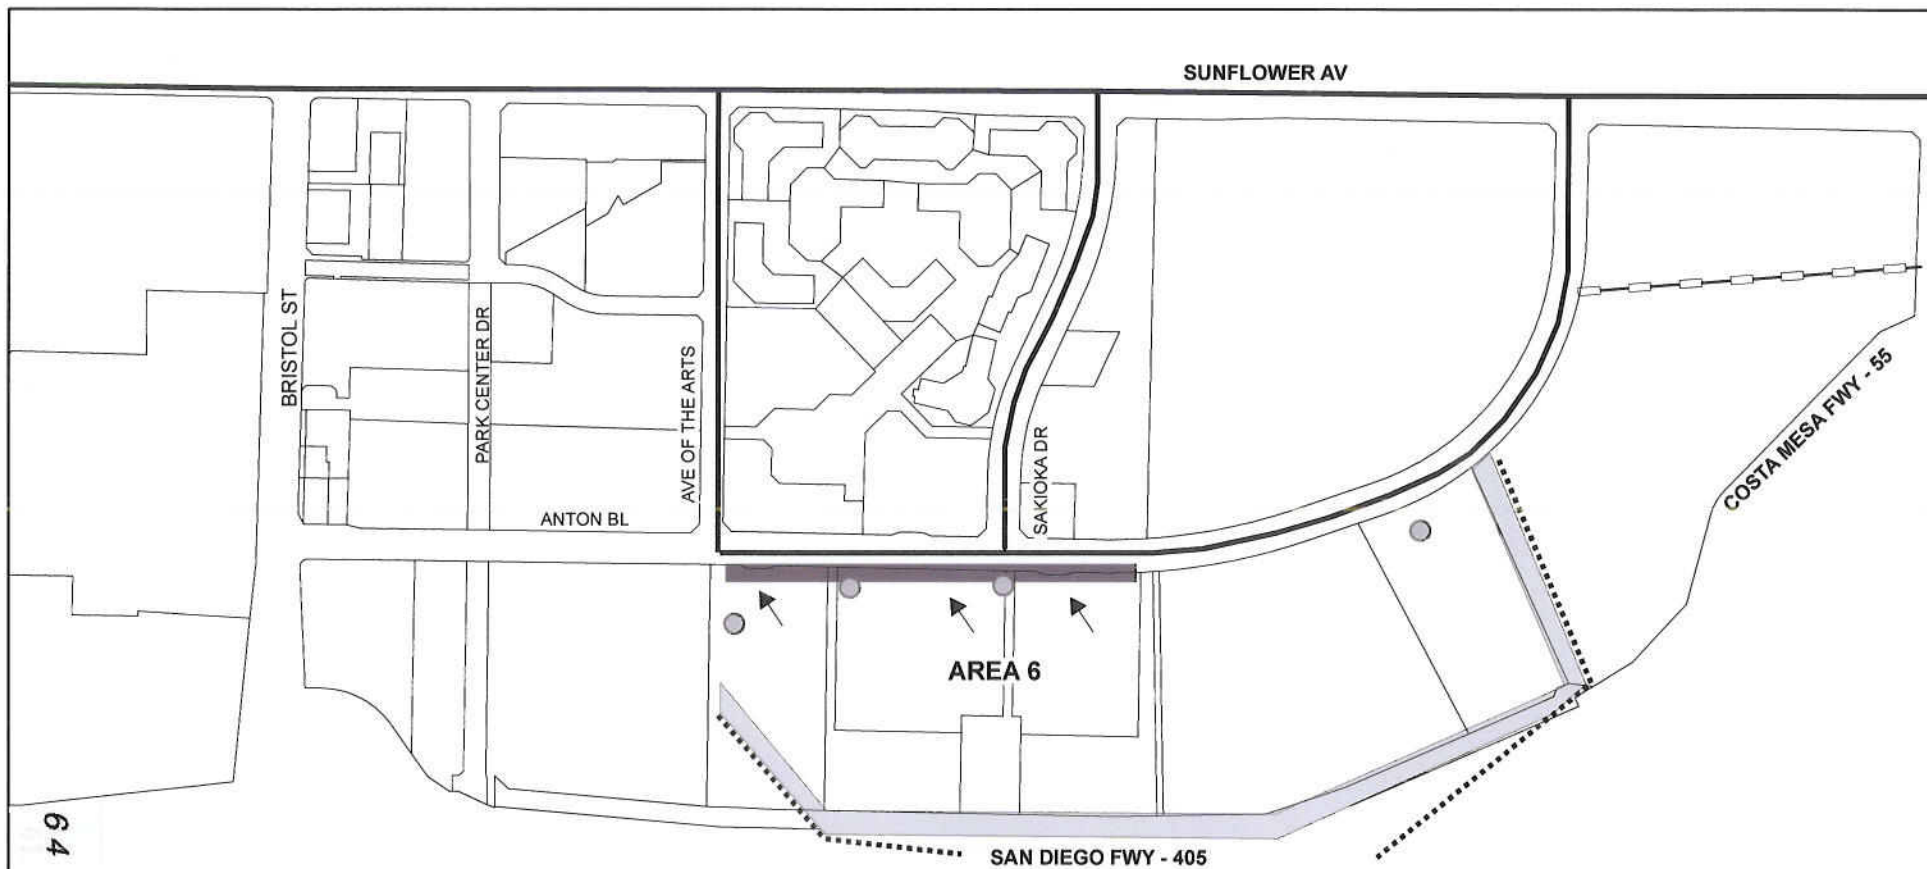 SUNFLOWER AV
BRISTOL ST
PARK CENTER DR
AVE OF THE ARTS
SAKIOKA DR
COSTA MESA FWY - 55
ANTON BL
AREA 6
SAN DIEGO FWY - 405
64